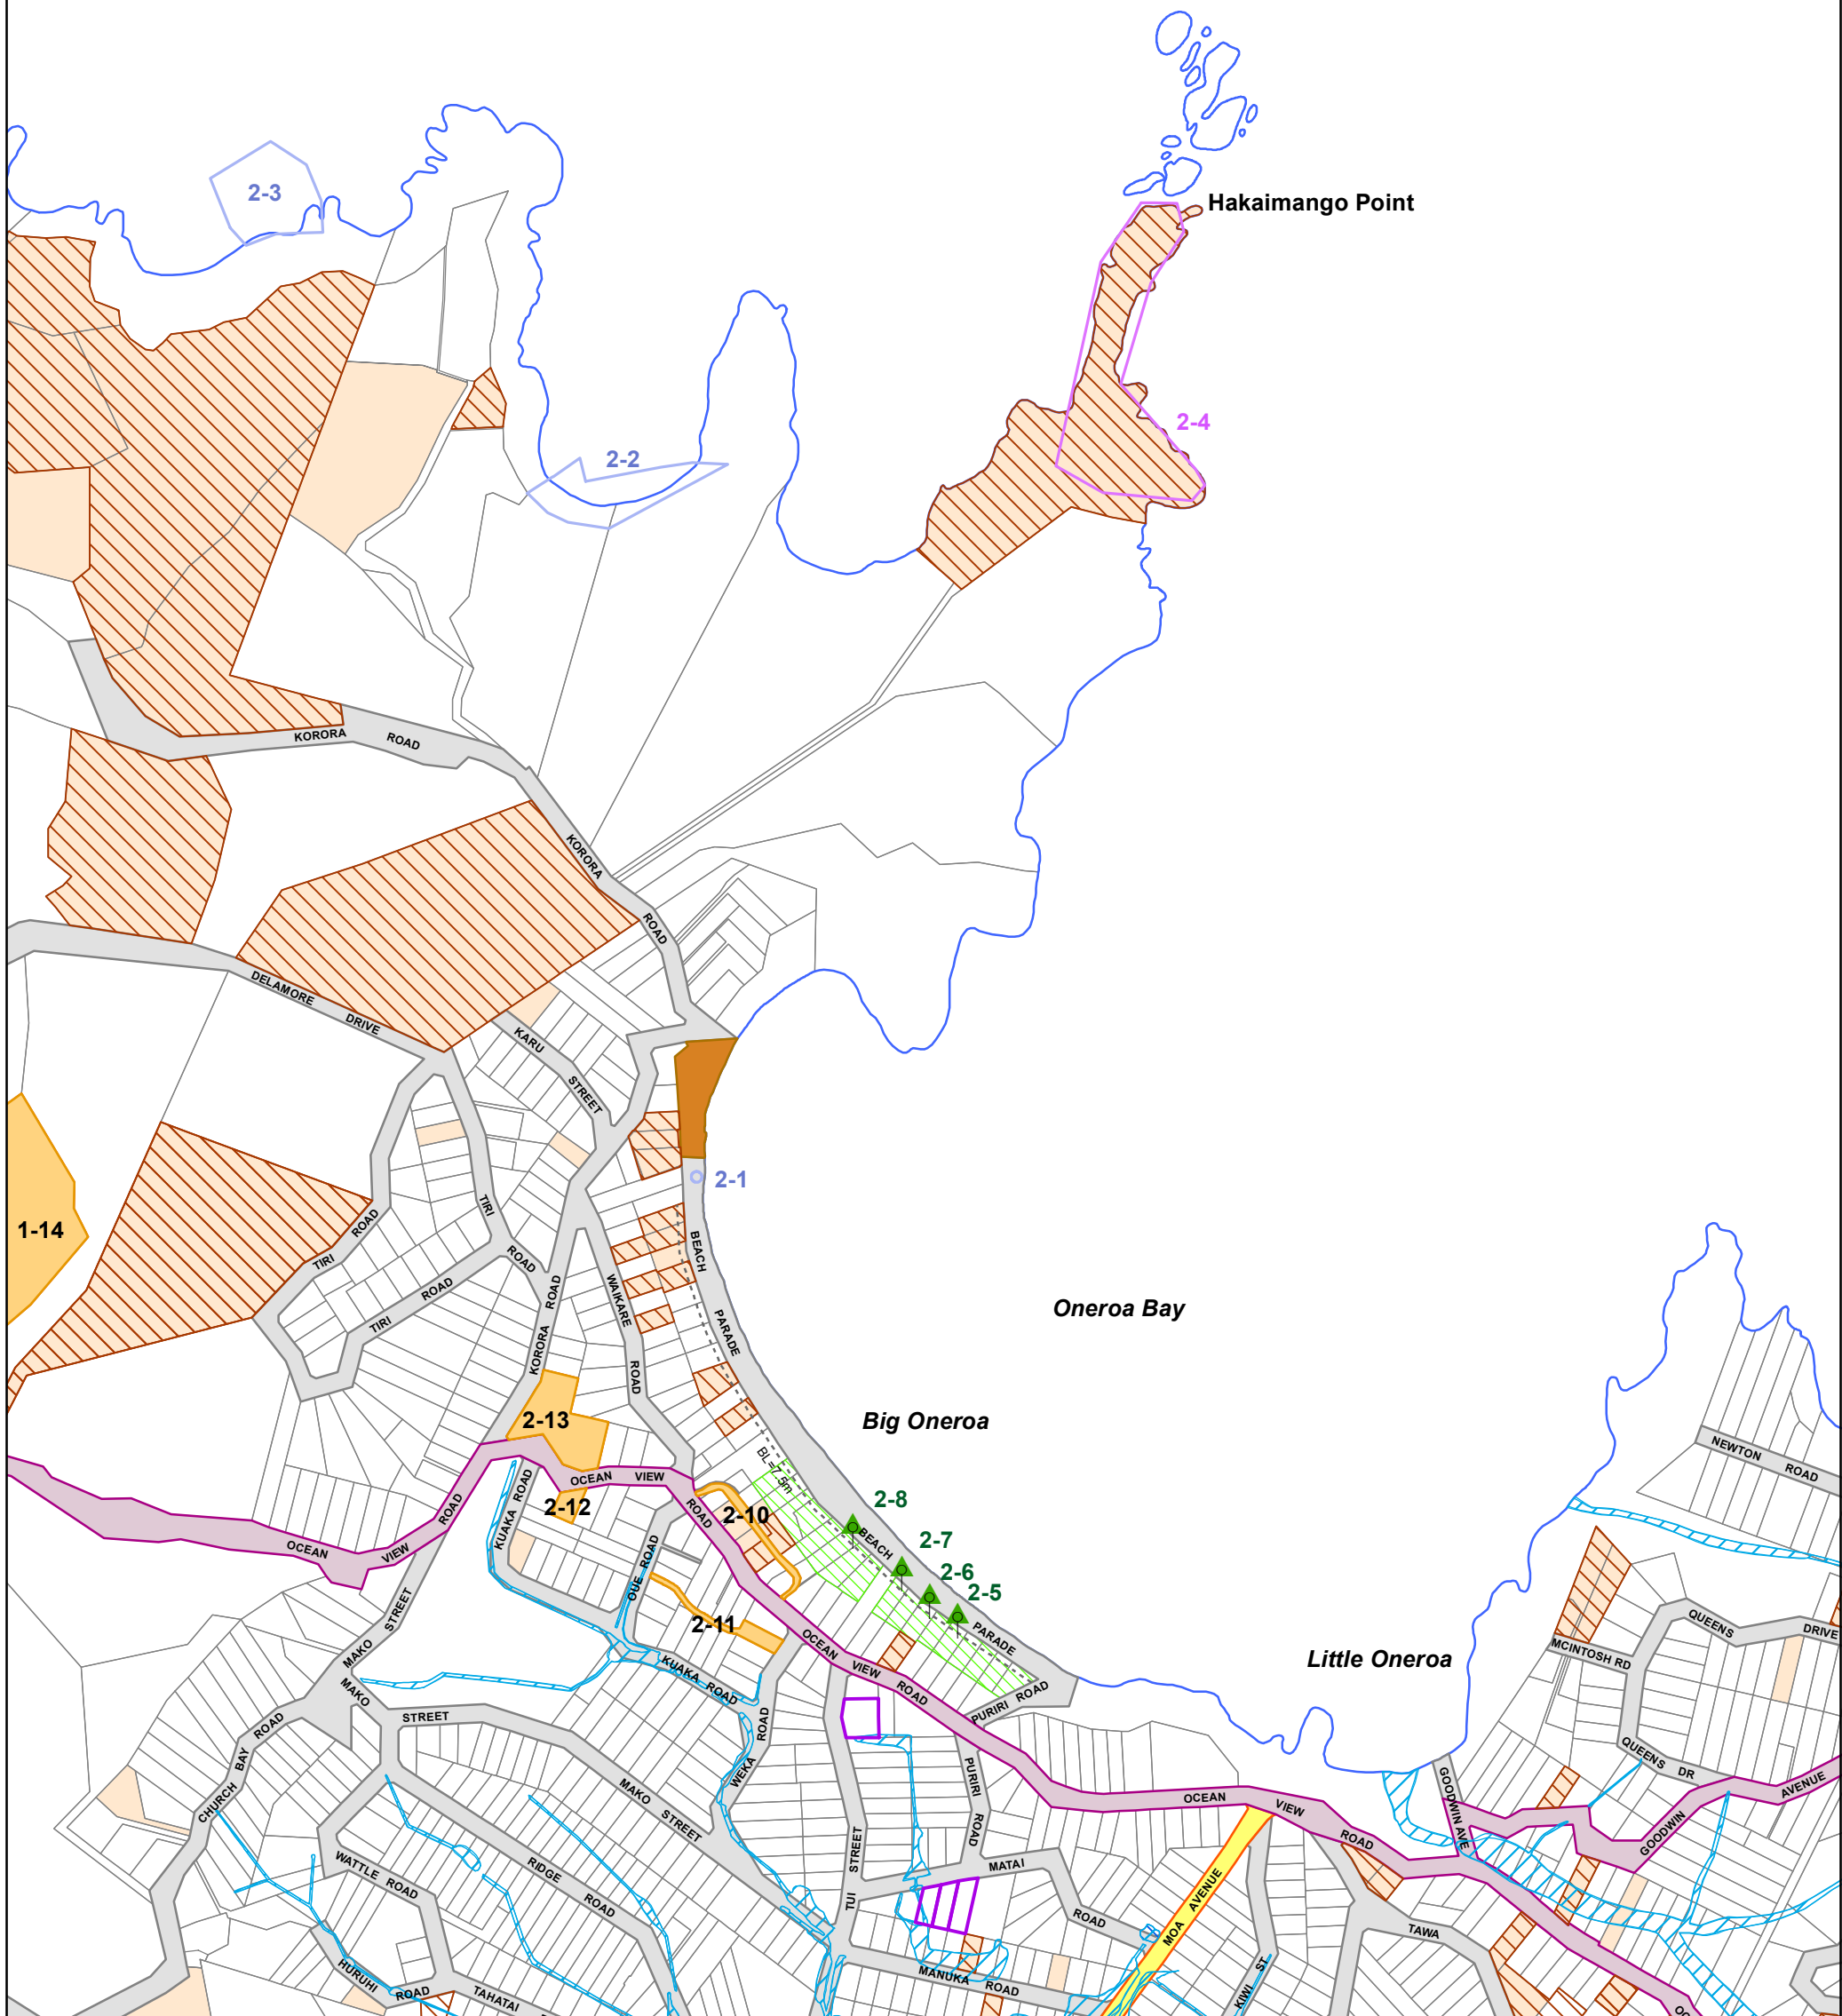 2-3
Hakaimango Point
2-4
2-2
KORORA
ROAD
KORORA
ROAD
DELAMORE
DRIVE
KARU
STREET
2-1
1-14
TIRI
TIRI
ROAD
ROAD
TIRI
ROAD
TIRI
BEACH
PARADE
WAIKARE
ROAD
ROAD
KORORA
Oneroa Bay
Big Oneroa
2-13
BL=7.5m
NEWTON
ROAD
OCEAN
VIEW
ROAD
2-12
2-10
2-8
BEACH
2-7
2-6
2-5
PARADE
OCEAN
VIEW
ROAD
KUAKA
ROAD
OUE
ROAD
2-11
MAKO
STREET
KUAKA
ROAD
OCEAN
VIEW
ROAD
PURIRI
ROAD
Little Oneroa
MCINTOSH RD
QUEENS
DRIVE
QUEENS
DR
MAKO
STREET
CHURCH
BAY
ROAD
MAKO
STREET
WEKA
ROAD
PURIRI
ROAD
OCEAN
VIEW
ROAD
GOODWIN AVE
GOODWIN
AVENUE
WATTLE
ROAD
RIDGE
ROAD
TUI
STREET
MATAI
ROAD
MOA
AVENUE
TAWA
MANUKA
ROAD
KIWI
ST
HURUHI
ROAD
TAHATAI